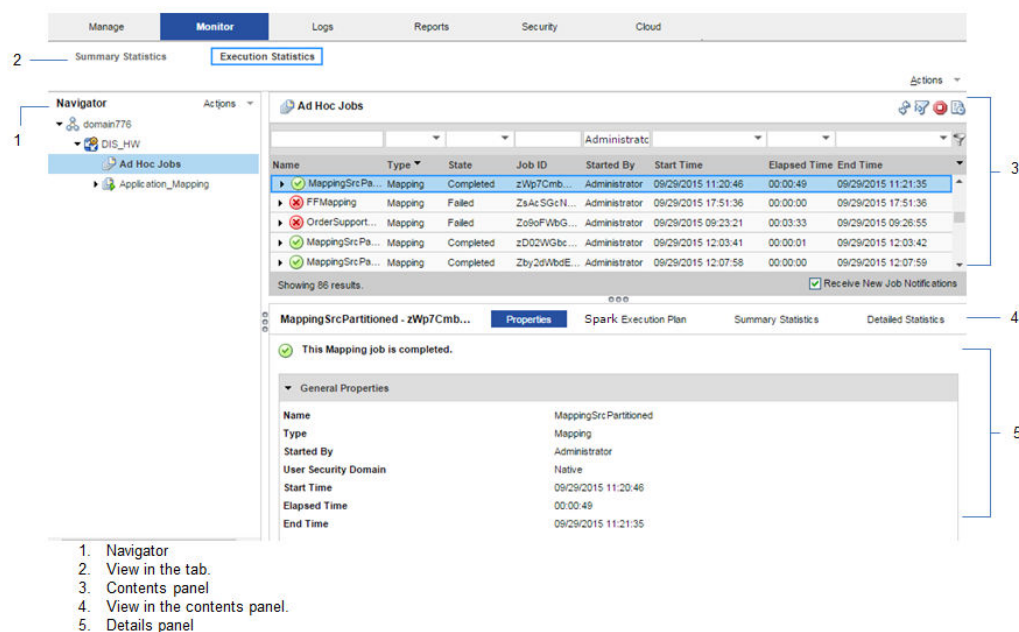 Manage Monitor Logs Reports Security Cloud
2 Summary Statistics Execution Statistics
Actions
1 Navigator Actions
domain776
DIS_HW
Ad Hoc Jobs
Application_Mapping
Ad Hoc Jobs
3
Administratc
Name Type State Job ID Started By Start Time Elapsed Time End Time
MappingSrcPa... Mapping Completed zWp7Cmb... Administrator 09/29/2015 11:20:46 00:00:49 09/29/2015 11:21:35
FFMapping Mapping Failed ZsAcSGcN... Administrator 09/29/2015 17:51:36 00:00:00 09/29/2015 17:51:36
OrderSupport... Mapping Failed Zo9oFWbG... Administrator 09/29/2015 09:23:21 00:03:33 09/29/2015 09:26:55
MappingSrcPa... Mapping Completed zD02WGbc... Administrator 09/29/2015 12:03:41 00:00:01 09/29/2015 12:03:42
MappingSrcPa... Mapping Completed Zby2dWbdE... Administrator 09/29/2015 12:07:58 00:00:00 09/29/2015 12:07:59
Showing 86 results. Receive New Job Notifications
MappingSrcPartitioned - zWp7Cmb... Properties Spark Execution Plan Summary Statistics Detailed Statistics 4
This Mapping job is completed.
General Properties
Name MappingSrcPartitioned
Type Mapping
5
Started By Administrator
User Security Domain Native
Start Time 09/29/2015 11:20:46
Elapsed Time 00:00:49
End Time 09/29/2015 11:21:35
1. Navigator
2. View in the tab.
3. Contents panel
4. View in the contents panel.
5. Details panel